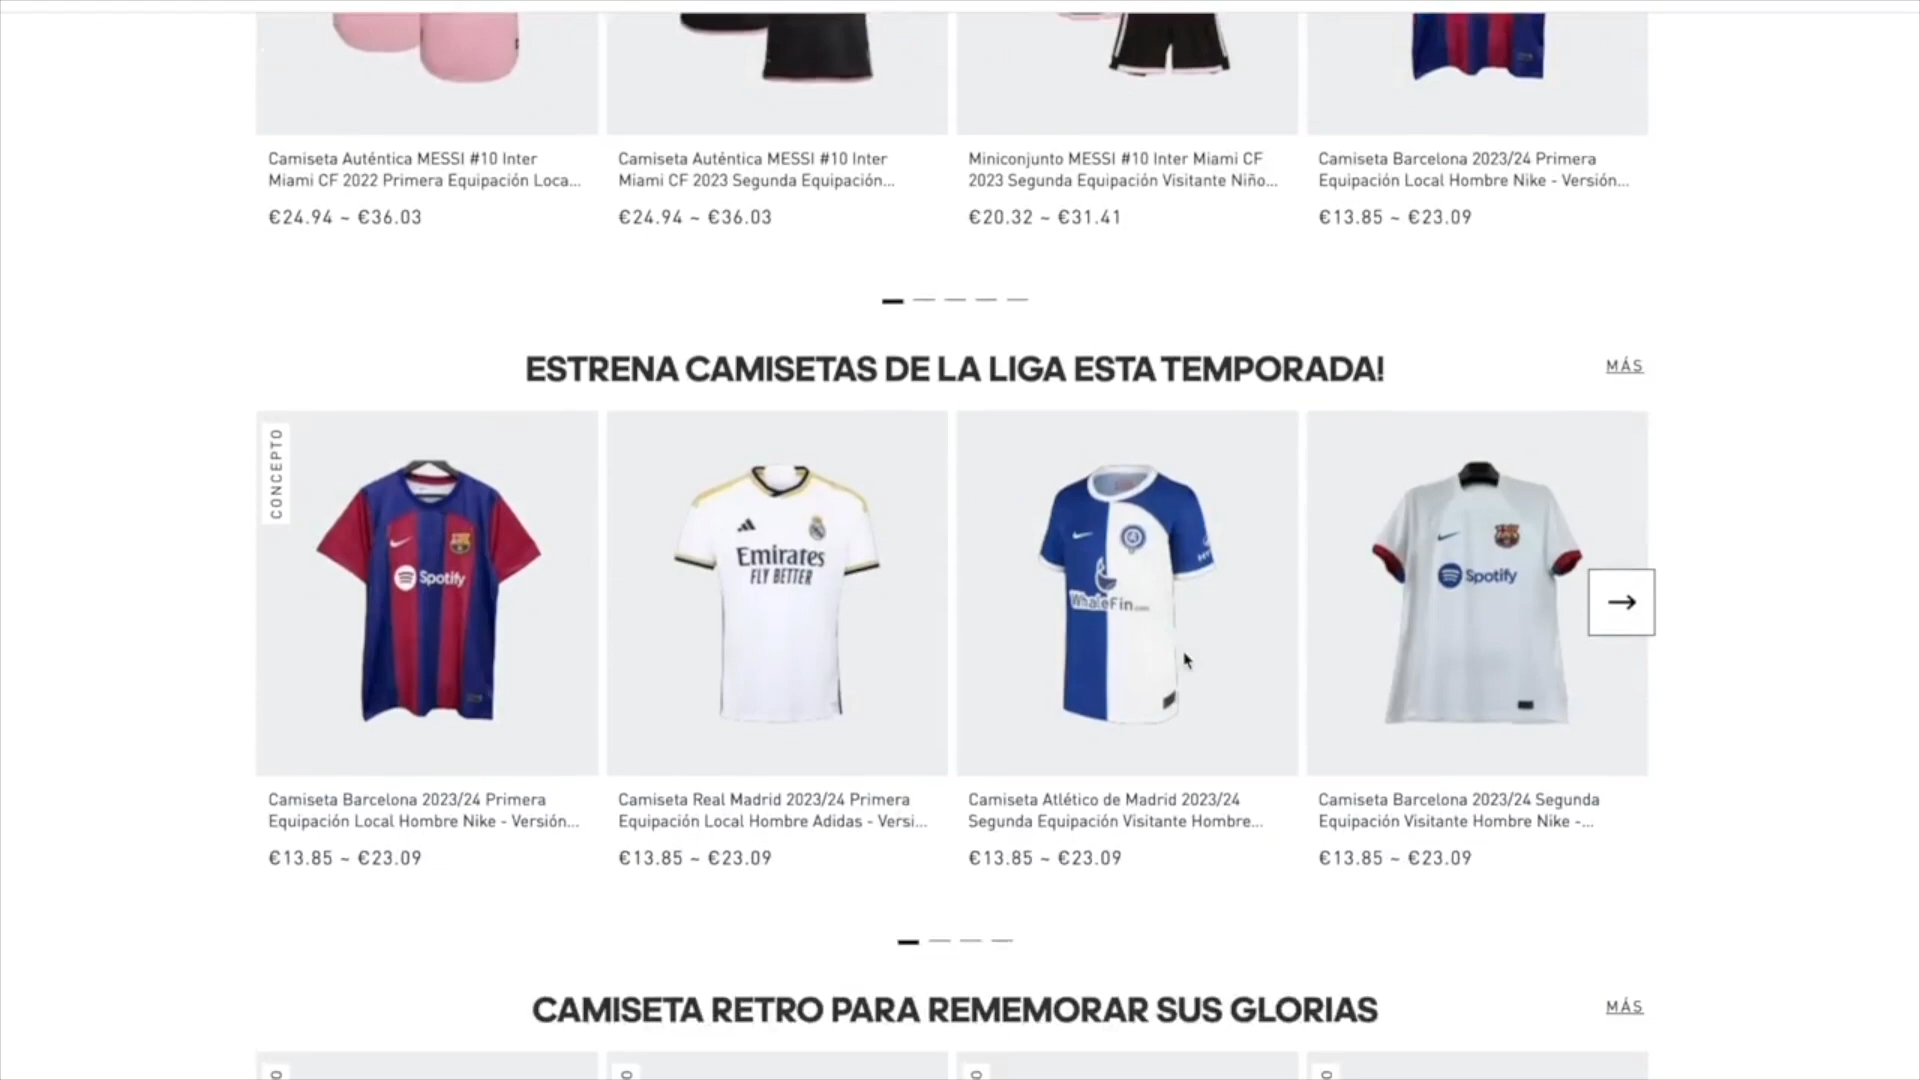 Camiseta Auténtica MESSI #10 Inter
Miami CF 2022 Primera Equipación Loca...
€24.94 ~ €36.03
Camiseta Auténtica MESSI #10 Inter
Miami CF 2023 Segunda Equipación...
€24.94 ~ €36.03
Miniconjunto MESSI #10 Inter Miami CF
2023 Segunda Equipación Visitante Niño...
€20.32 ~ €31.41
Camiseta Barcelona 2023/24 Primera
Equipación Local Hombre Nike - Versión...
€13.85 ~ €23.09
ESTRENA CAMISETAS DE LA LIGA ESTA TEMPORADA!
MÁS
CONCEPTO
Spotify
Emirates
FLY BETTER
WhaleFin.com
Spotify
Camiseta Barcelona 2023/24 Primera
Equipación Local Hombre Nike - Versión...
€13.85 ~ €23.09
Camiseta Real Madrid 2023/24 Primera
Equipación Local Hombre Adidas - Versi...
€13.85 ~ €23.09
Camiseta Atlético de Madrid 2023/24
Segunda Equipación Visitante Hombre...
€13.85 ~ €23.09
Camiseta Barcelona 2023/24 Segunda
Equipación Visitante Hombre Nike -...
€13.85 ~ €23.09
CAMISETA RETRO PARA REMEMORAR SUS GLORIAS
MÁS